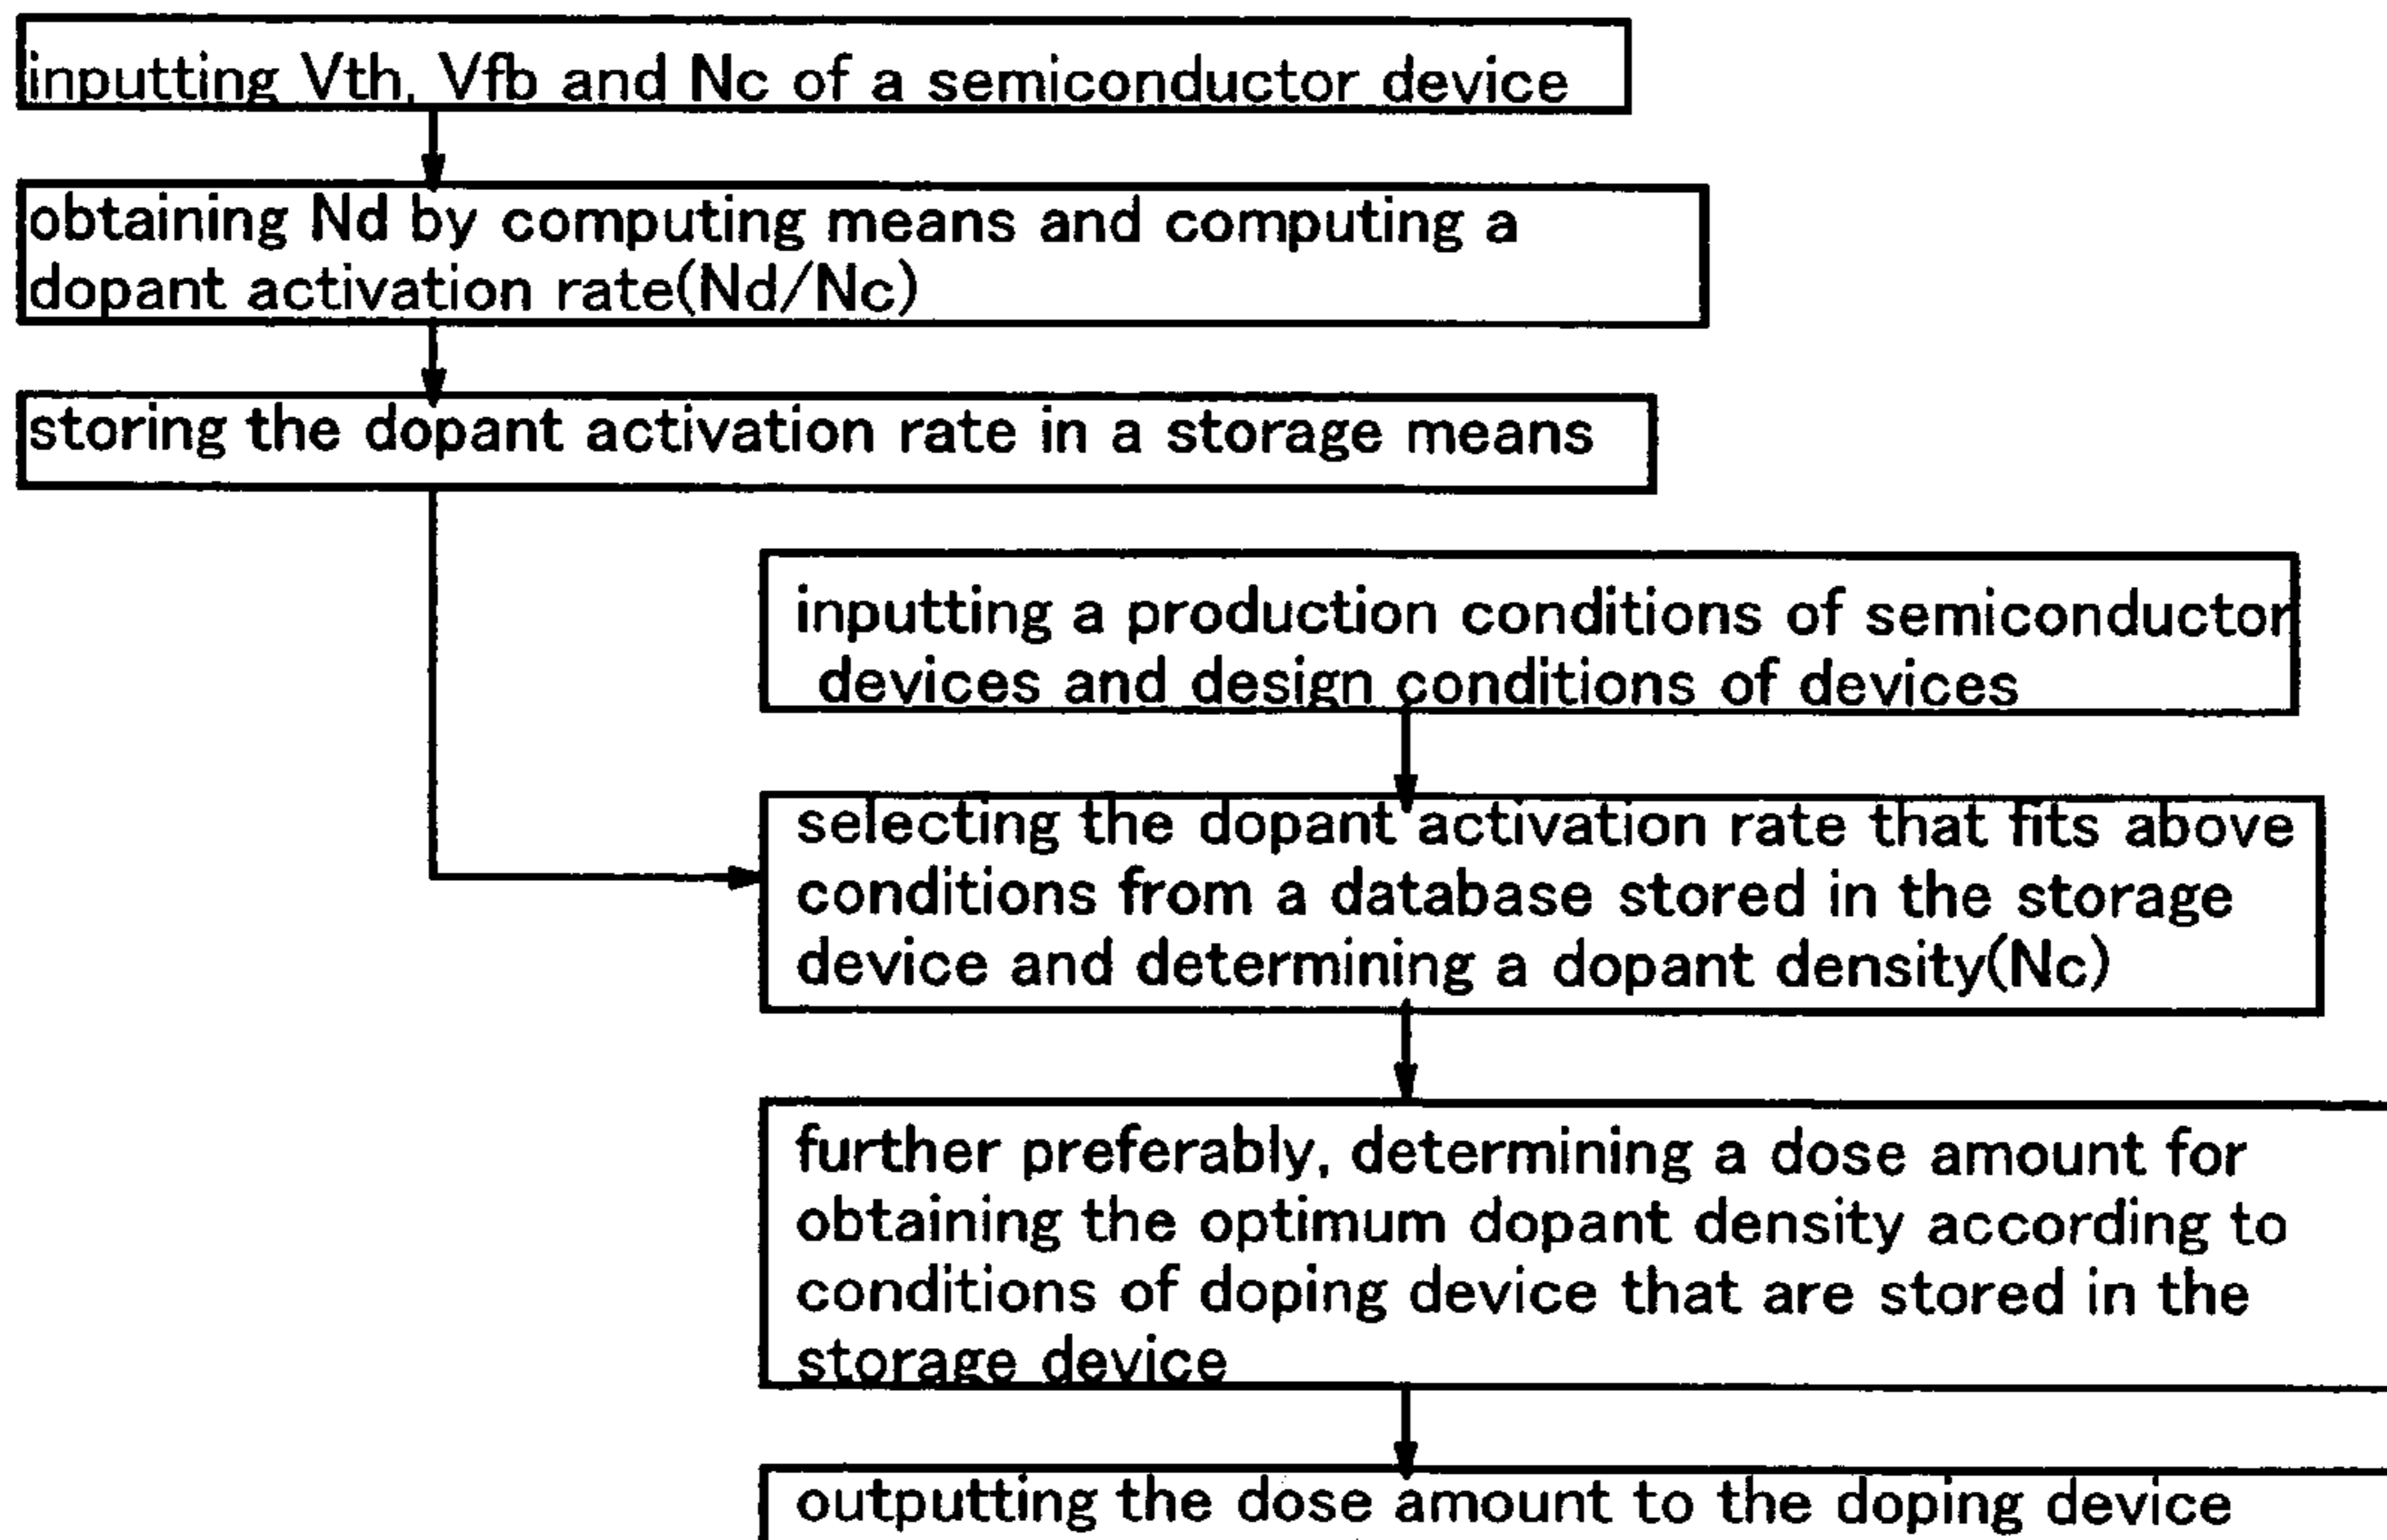 inputting Vth, Vfb and Nc of a semiconductor device
obtaining Nd by computing means and computing a
dopant activation rate(Nd/Nc)
storing the dopant activation rate in a storage means
inputting a production conditions of semiconductor
devices and design conditions of devices
selecting the dopant activation rate that fits above
conditions from a database stored in the storage
device and determining a dopant density(Nc)
further preferably, determining a dose amount for
obtaining the optimum dopant density according to
conditions of doping device that are stored in the
storage device
outputting the dose amount to the doping device